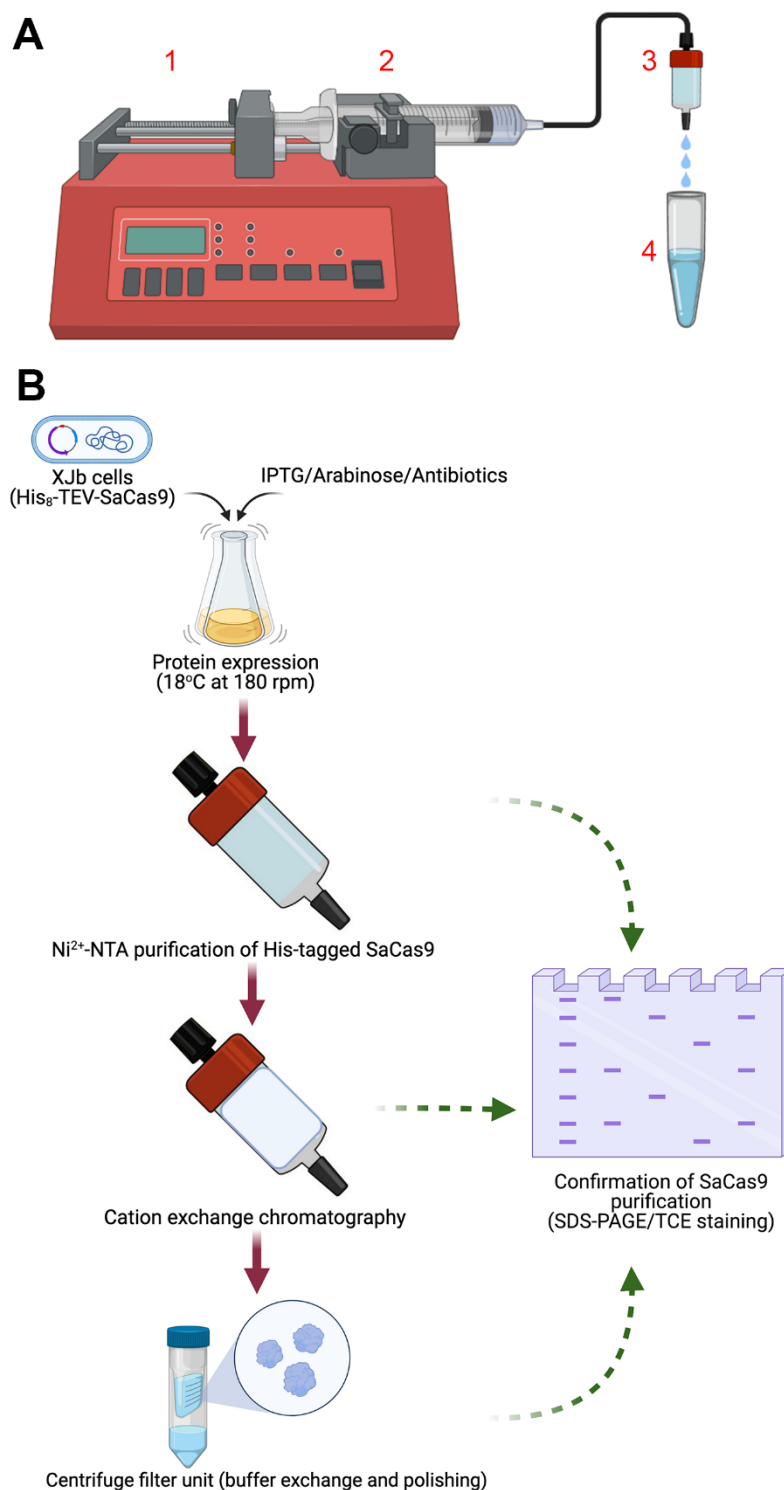 A
1
2
3
4
B
XJb cells
(His₈-TEV-SaCas9)
IPTG/Arabinose/Antibiotics
Protein expression
(18°C at 180 rpm)
Ni²⁺-NTA purification of His-tagged SaCas9
Cation exchange chromatography
Confirmation of SaCas9
purification
(SDS-PAGE/TCE staining)
Centrifuge filter unit (buffer exchange and polishing)